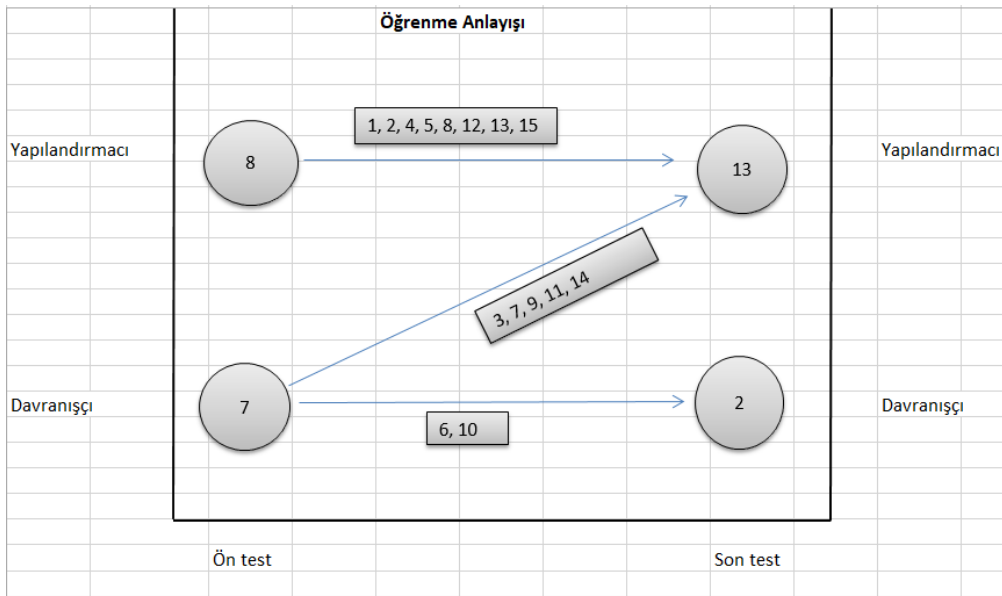 Öğrenme Anlayışı
1, 2, 4, 5, 8, 12, 13, 15
Yapılandırmacı
8
13
Yapılandırmacı
3, 7, 9, 11, 14
Davranışçı
7
2
Davranışçı
6, 10
Ön test
Son test